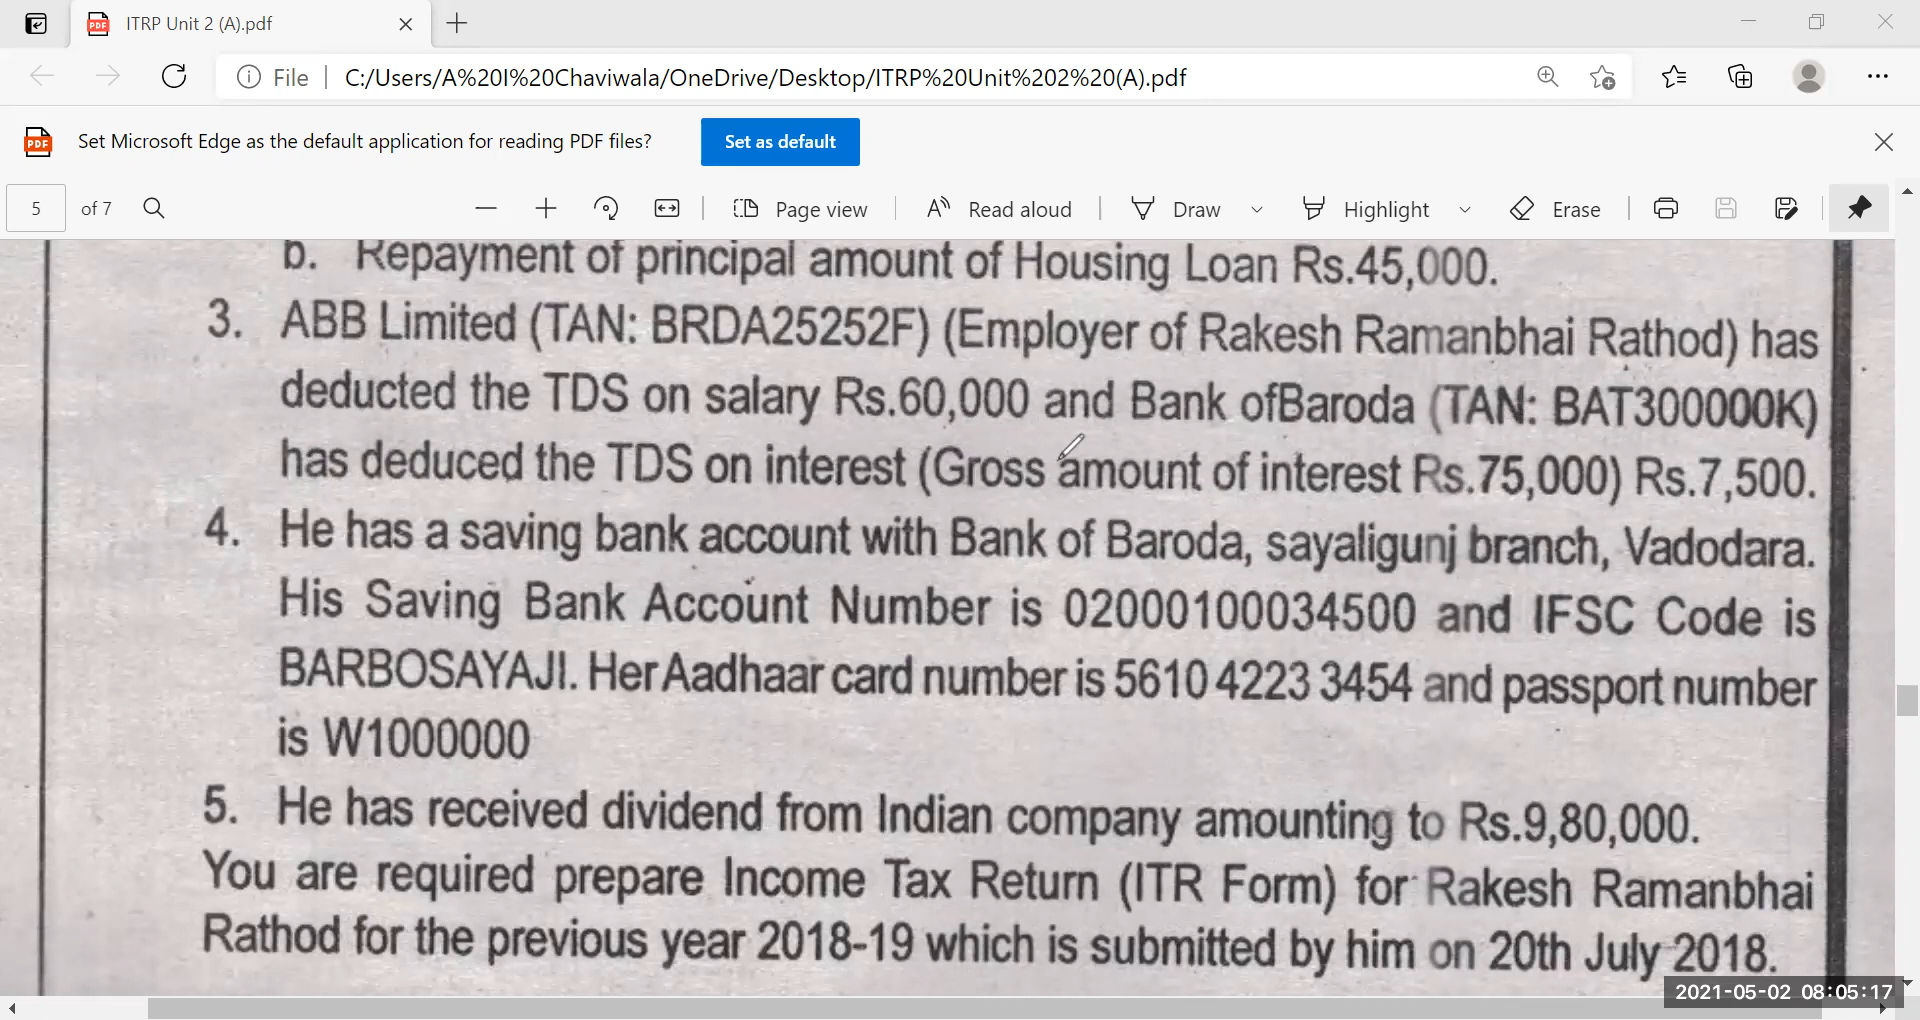 ITRP Unit 2 (A).pdf
File
C:/Users/A%20I%20Chaviwala/OneDrive/Desktop/ITRP%20Unit%202%20(A).pdf
Set Microsoft Edge as the default application for reading PDF files?
Set as default
5 of 7
Page view
Read aloud
Draw
Highlight
Erase
b. Repayment of principal amount of Housing Loan Rs.45,000.
3. ABB Limited (TAN: BRDA25252F) (Employer of Rakesh Ramanbhai Rathod) has
deducted the TDS on salary Rs.60,000 and Bank ofBaroda (TAN: BAT300000K)
has deduced the TDS on interest (Gross amount of interest Rs.75,000) Rs.7,500.
4. He has a saving bank account with Bank of Baroda, sayaligunj branch, Vadodara.
His Saving Bank Account Number is 02000100034500 and IFSC Code is
BARBOSAYAJI. Her Aadhaar card number is 5610 4223 3454 and passport number
is W1000000
5. He has received dividend from Indian company amounting to Rs.9,80,000.
You are required prepare Income Tax Return (ITR Form) for Rakesh Ramanbhai
Rathod for the previous year 2018-19 which is submitted by him on 20th July 2018.
2021-05-02 08:05:17